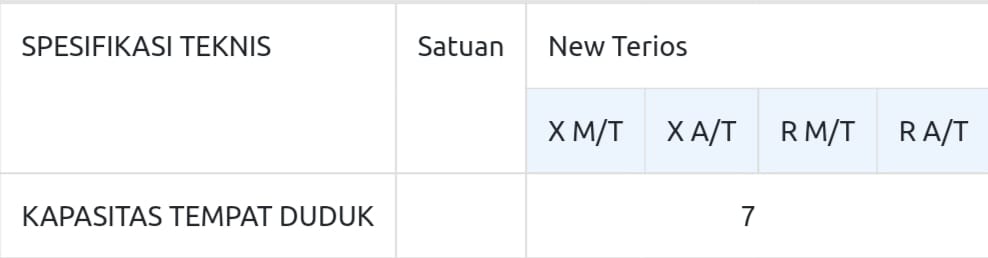 SPESIFIKASI TEKNIS Satuan New Terios
X M/T X A/T R M/T R A/T
KAPASITAS TEMPAT DUDUK 7